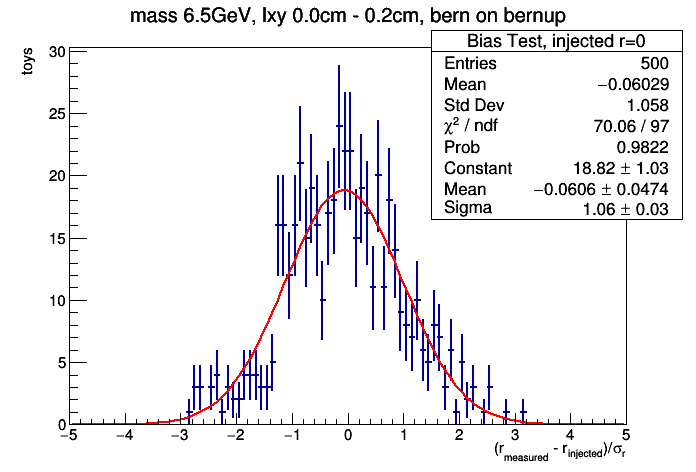 mass 6.5GeV, lxy 0.0cm - 0.2cm, bern on bernup
toys
Bias Test, injected r=0
Entries 500
Mean −0.06029
Std Dev 1.058
χ² / ndf 70.06 / 97
Prob 0.9822
Constant 18.82 ± 1.03
Mean −0.0606 ± 0.0474
Sigma 1.06 ± 0.03
30
25
20
15
10
5
0
−5 −4 −3 −2 −1 0 1 2 3 4 5
(r_measured - r_injected)/σ_r